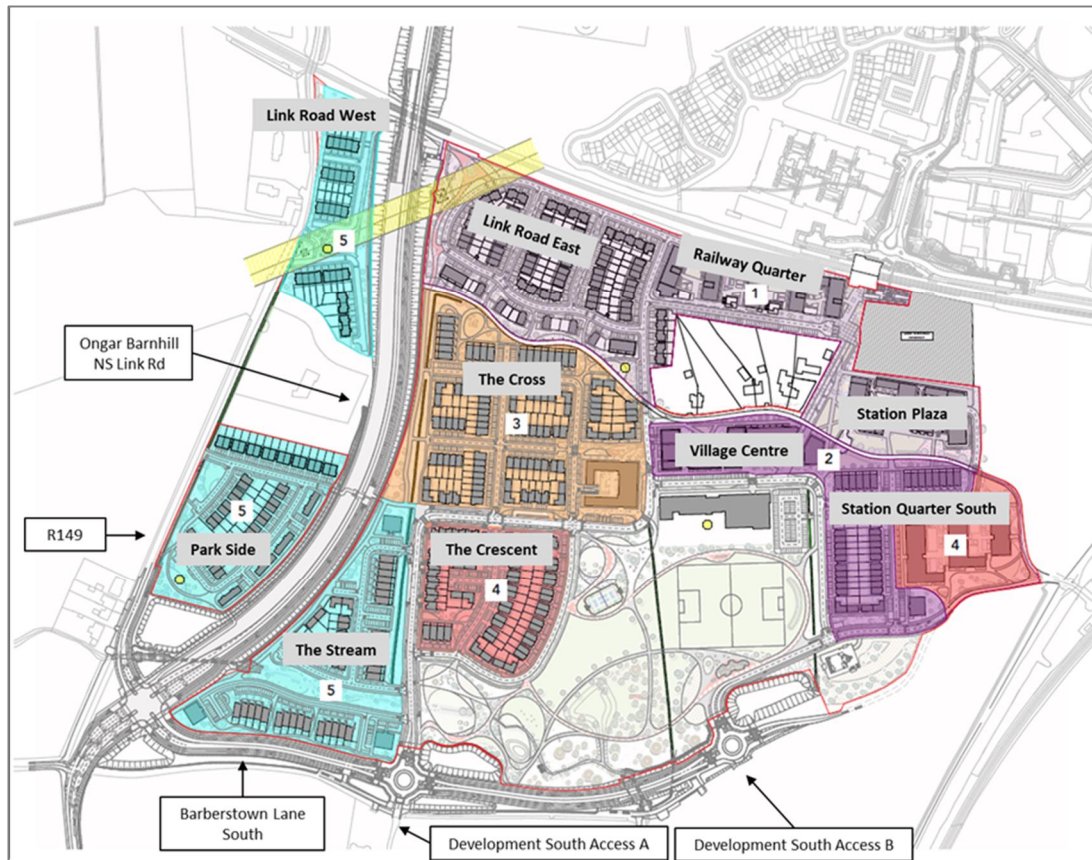 Link Road West
5
Link Road East
Railway Quarter
1
Ongar Barnhill
NS Link Rd
The Cross
3
Station Plaza
Village Centre
2
5
R149
Park Side
The Crescent
4
Station Quarter South
4
The Stream
5
Barberstown Lane
South
Development South Access A
Development South Access B